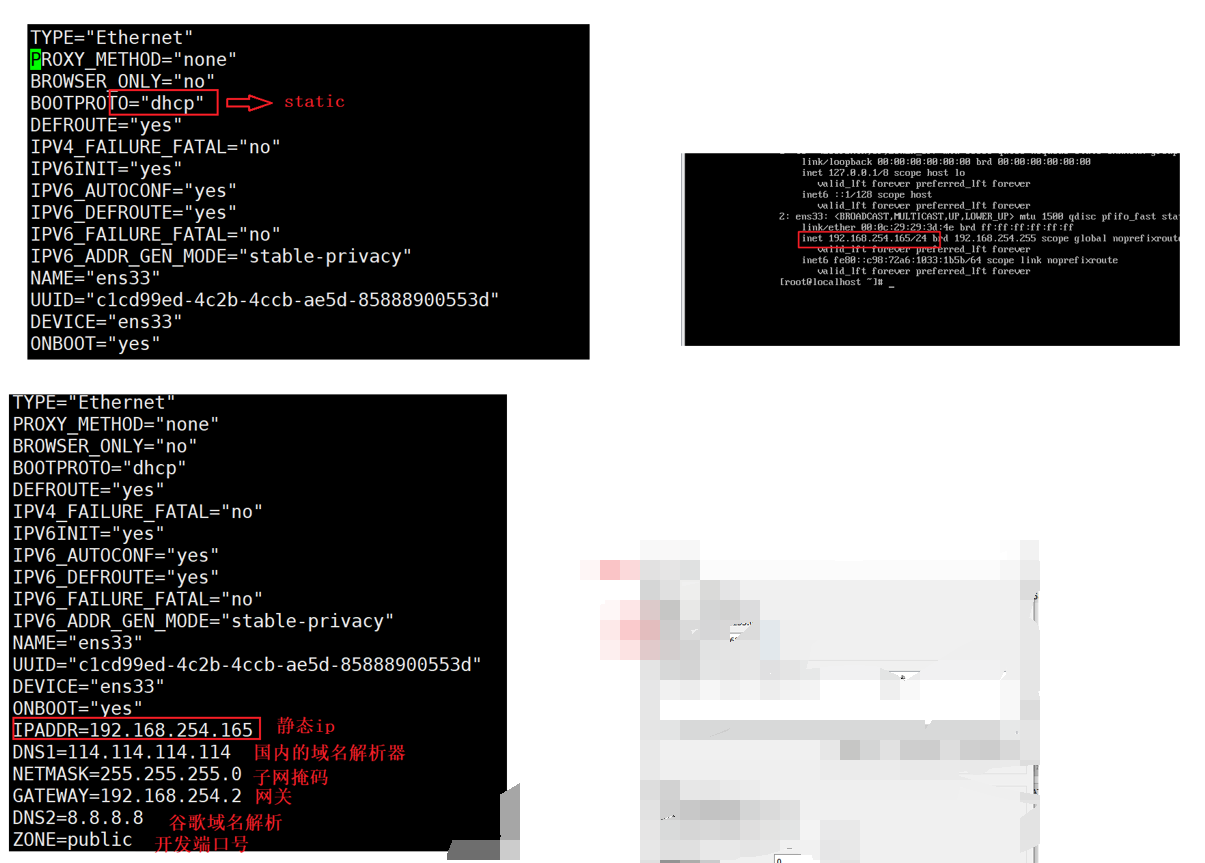 TYPE="Ethernet"
PROXY_METHOD="none"
BROWSER_ONLY="no"
BOOTPROTO="dhcp" static
DEFROUTE="yes"
IPV4_FAILURE_FATAL="no"
IPV6INIT="yes"
IPV6_AUTOCONF="yes"
IPV6_DEFROUTE="yes"
IPV6_FAILURE_FATAL="no"
IPV6_ADDR_GEN_MODE="stable-privacy"
NAME="ens33"
UUID="c1cd99ed-4c2b-4ccb-ae5d-85888900553d"
DEVICE="ens33"
ONBOOT="yes"
link/loopback 00:00:00:00:00:00 brd 00:00:00:00:00:00
inet 127.0.0.1/8 scope host lo
valid_lft forever preferred_lft forever
inet6 ::1/128 scope host
valid_lft forever preferred_lft forever
2: ens33: <BROADCAST,MULTICAST,UP,LOWER_UP> mtu 1500 qdisc pfifo_fast sta
link/ether 00:0c:29:29:3d:4e brd ff:ff:ff:ff:ff:ff
inet 192.168.254.165/24 brd 192.168.254.255 scope global noprefixroute
valid_lft forever preferred_lft forever
inet6 fe80::c98:72a6:1033:1b5b/64 scope link noprefixroute
valid_lft forever preferred_lft forever
[root@localhost ~]# _
TYPE="Ethernet"
PROXY_METHOD="none"
BROWSER_ONLY="no"
BOOTPROTO="dhcp"
DEFROUTE="yes"
IPV4_FAILURE_FATAL="no"
IPV6INIT="yes"
IPV6_AUTOCONF="yes"
IPV6_DEFROUTE="yes"
IPV6_FAILURE_FATAL="no"
IPV6_ADDR_GEN_MODE="stable-privacy"
NAME="ens33"
UUID="c1cd99ed-4c2b-4ccb-ae5d-85888900553d"
DEVICE="ens33"
ONBOOT="yes"
IPADDR=192.168.254.165 静态ip
DNS1=114.114.114.114 国内的域名解析器
NETMASK=255.255.255.0 子网掩码
GATEWAY=192.168.254.2 网关
DNS2=8.8.8.8 谷歌域名解析
ZONE=public 开发端口号